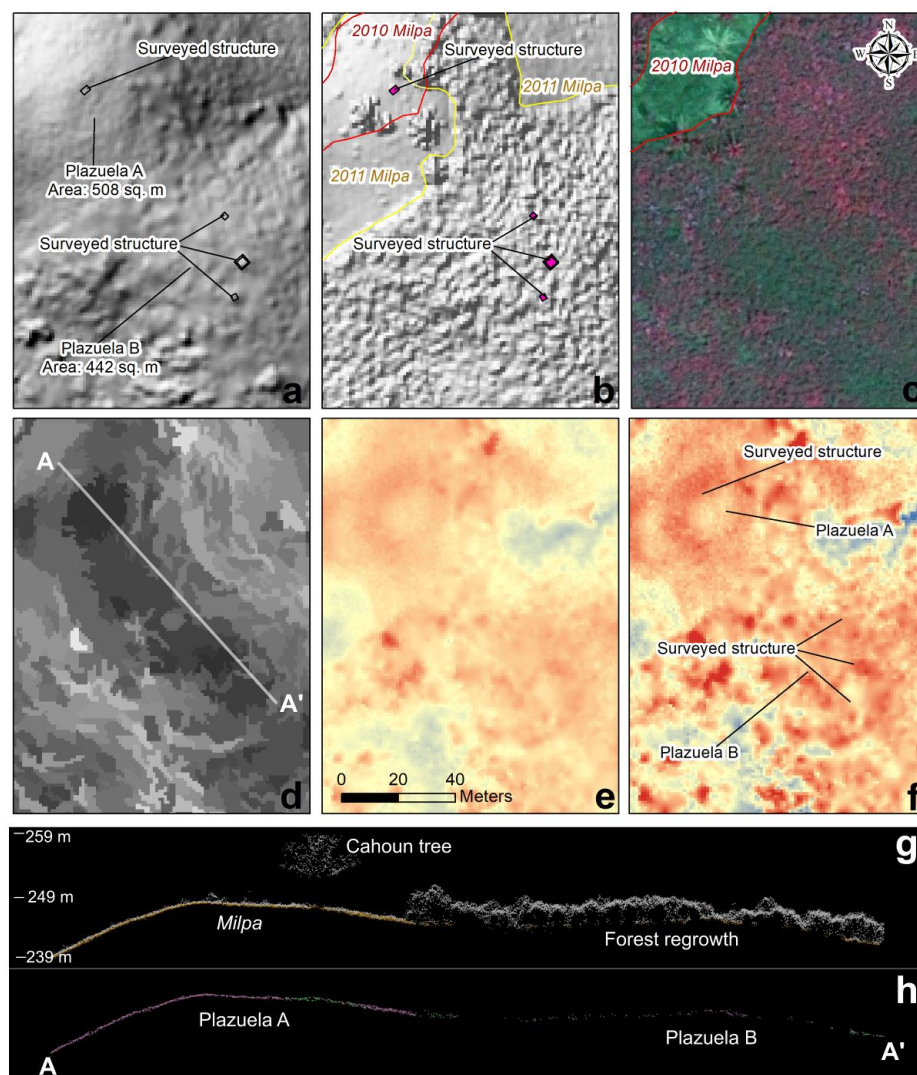 Surveyed structure
Plazuela A
Area: 508 sq. m
Surveyed structure
Plazuela B
Area: 442 sq. m
a
2010 Milpa
Surveyed structure
2011 Milpa
2011 Milpa
Surveyed structure
b
2010 Milpa
N
W E
S
c
A
A'
d
0 20 40
Meters
e
Surveyed structure
Plazuela A
Surveyed structure
Plazuela B
f
259 m
Cahoun tree
g
249 m
Milpa
Forest regrowth
239 m
h
Plazuela A
Plazuela B
A
A'